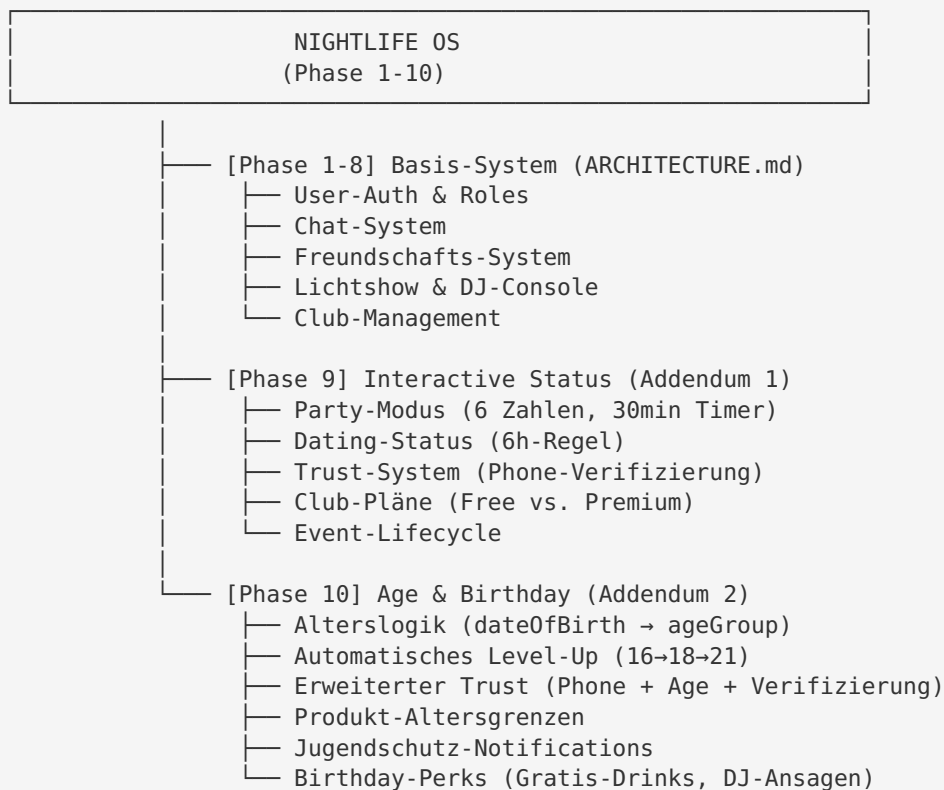 NIGHTLIFE OS
(Phase 1-10)
[Phase 1-8] Basis-System (ARCHITECTURE.md)
User-Auth & Roles
Chat-System
Freundschafts-System
Lichtshow & DJ-Console
Club-Management
[Phase 9] Interactive Status (Addendum 1)
Party-Modus (6 Zahlen, 30min Timer)
Dating-Status (6h-Regel)
Trust-System (Phone-Verifizierung)
Club-Pläne (Free vs. Premium)
Event-Lifecycle
[Phase 10] Age & Birthday (Addendum 2)
Alterslogik (dateOfBirth → ageGroup)
Automatisches Level-Up (16→18→21)
Erweiterter Trust (Phone + Age + Verifizierung)
Produkt-Altersgrenzen
Jugendschutz-Notifications
Birthday-Perks (Gratis-Drinks, DJ-Ansagen)